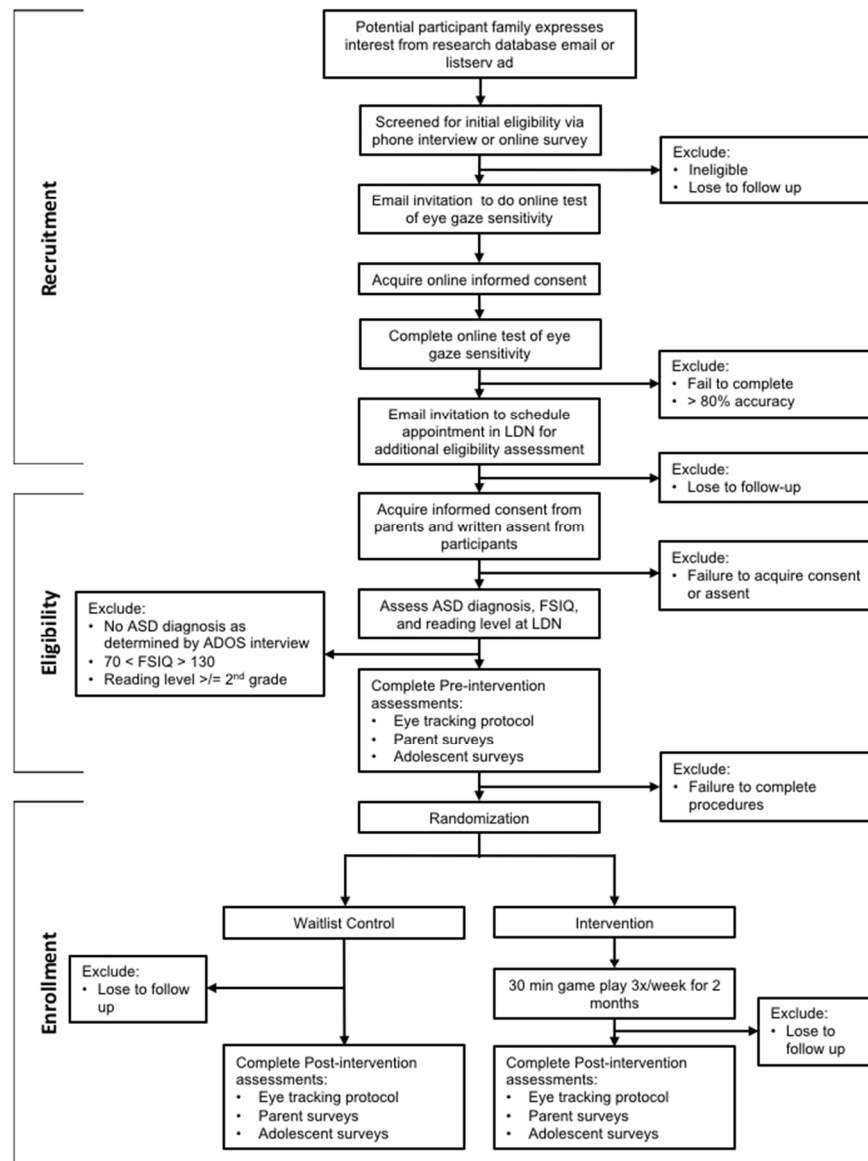 Potential participant family expresses
interest from research database email or
listserv ad
Screened for initial eligibility via
phone interview or online survey
Exclude:
• Ineligible
• Lose to follow up
Email invitation to do online test
of eye gaze sensitivity
Recruitment
Acquire online informed consent
Complete online test of eye
gaze sensitivity
Exclude:
• Fail to complete
• > 80% accuracy
Email invitation to schedule
appointment in LDN for
additional eligibility assessment
Exclude:
• Lose to follow-up
Acquire informed consent from
parents and written assent from
participants
Exclude:
• Failure to acquire consent
or assent
Eligibility
Assess ASD diagnosis, FSIQ,
and reading level at LDN
Exclude:
• No ASD diagnosis as
determined by ADOS interview
• 70 < FSIQ > 130
• Reading level >/= 2nd grade
Complete Pre-intervention
assessments:
• Eye tracking protocol
• Parent surveys
• Adolescent surveys
Exclude:
• Failure to complete
procedures
Randomization
Enrollment
Waitlist Control
Intervention
Exclude:
• Lose to follow
up
30 min game play 3x/week for 2
months
Exclude:
• Lose to
follow up
Complete Post-intervention
assessments:
• Eye tracking protocol
• Parent surveys
• Adolescent surveys
Complete Post-intervention
assessments:
• Eye tracking protocol
• Parent surveys
• Adolescent surveys